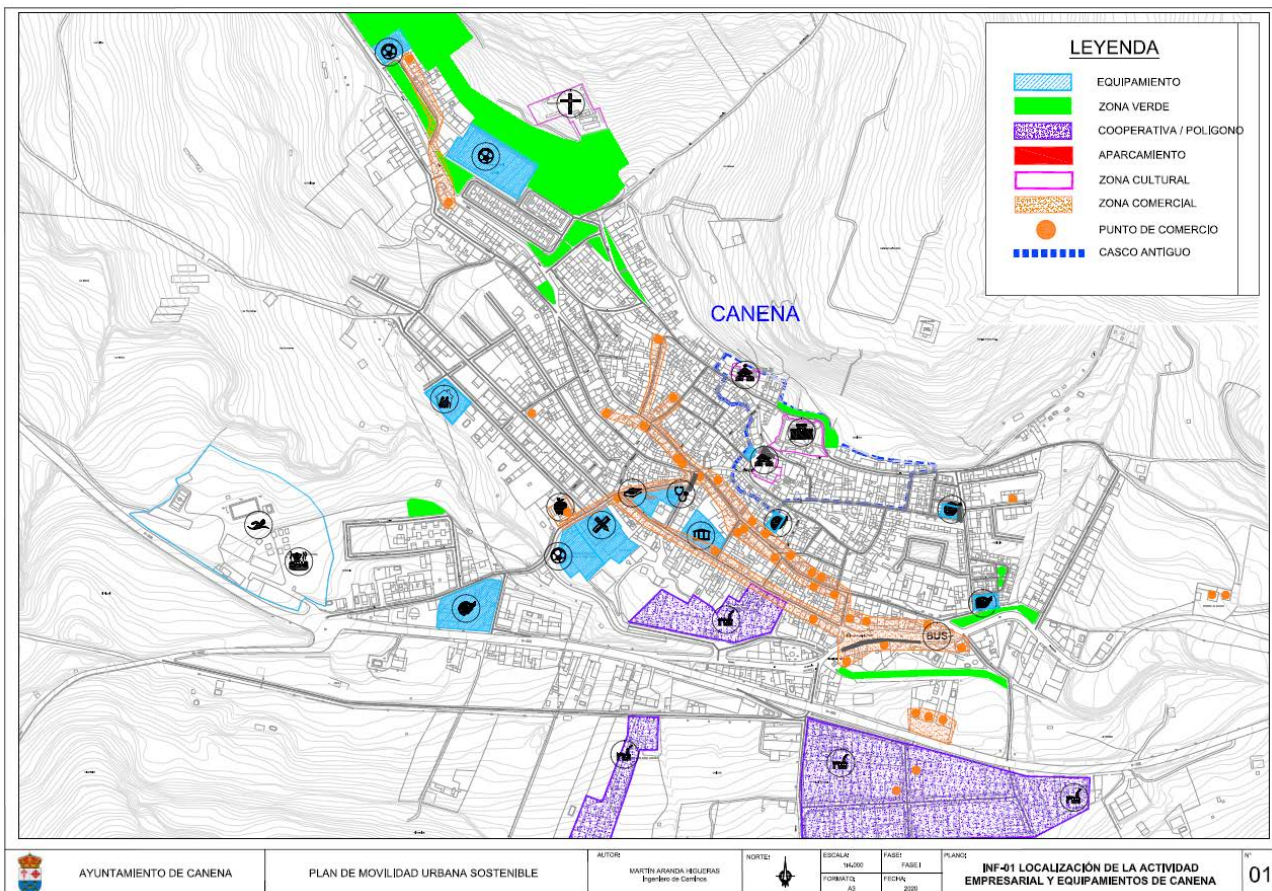 LEYENDA
EQUIPAMIENTO
ZONA VERDE
COOPERATIVA / POLÍGONO
APARCAMIENTO
ZONA CULTURAL
ZONA COMERCIAL
PUNTO DE COMERCIO
CASCO ANTIGUO
CANENA
BUS
AYUNTAMIENTO DE CANENA
PLAN DE MOVILIDAD URBANA SOSTENIBLE
AUTOR:
MARTÍN ARANDA HIGUERAS
Ingeniero de Caminos
NORTE:
ESCALA:
1/4.000
FORMATO:
A3
FASE:
FASE I
FECHA:
2020
PLANO:
INF-01 LOCALIZACIÓN DE LA ACTIVIDAD
EMPRESARIAL Y EQUIPAMIENTOS DE CANENA
Nº
01